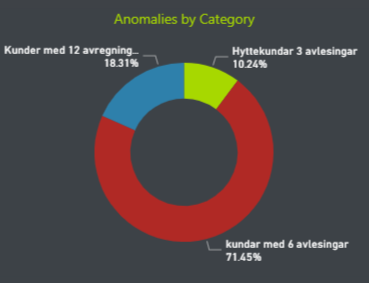 Anomalies by Category
Kunder med 12 avregning...
18.31%
Hyttekundar 3 avlesingar
10.24%
kundar med 6 avlesingar
71.45%